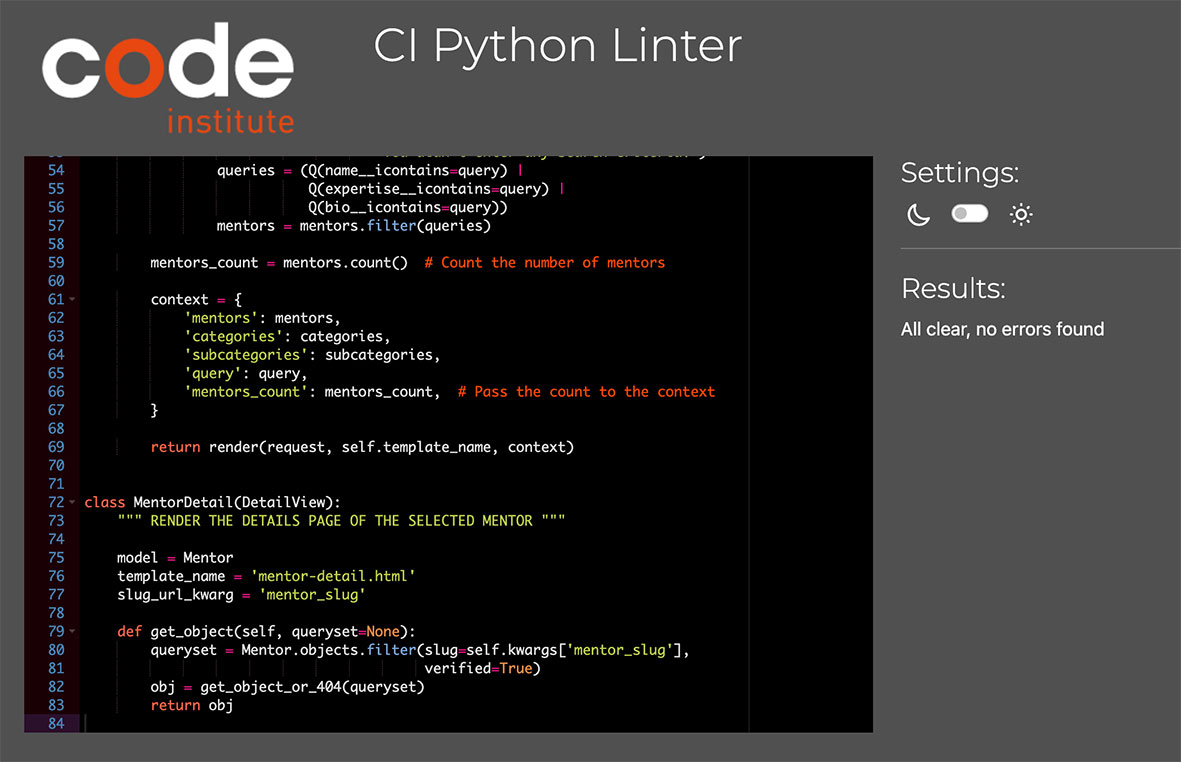 code
institute
CI Python Linter
54 queries = (Q(name__icontains=query) |
55 Q(expertise__icontains=query) |
56 Q(bio__icontains=query))
57 mentors = mentors.filter(queries)
58
59 mentors_count = mentors.count()  # Count the number of mentors
60
61 context = {
62 'mentors': mentors,
63 'categories': categories,
64 'subcategories': subcategories,
65 'query': query,
66 'mentors_count': mentors_count,  # Pass the count to the context
67 }
68
69 return render(request, self.template_name, context)
70
71
72 class MentorDetail(DetailView):
73 """ RENDER THE DETAILS PAGE OF THE SELECTED MENTOR """
74
75 model = Mentor
76 template_name = 'mentor-detail.html'
77 slug_url_kwarg = 'mentor_slug'
78
79 def get_object(self, queryset=None):
80 queryset = Mentor.objects.filter(slug=self.kwargs['mentor_slug'],
81 verified=True)
82 obj = get_object_or_404(queryset)
83 return obj
84
Settings:
Results:
All clear, no errors found